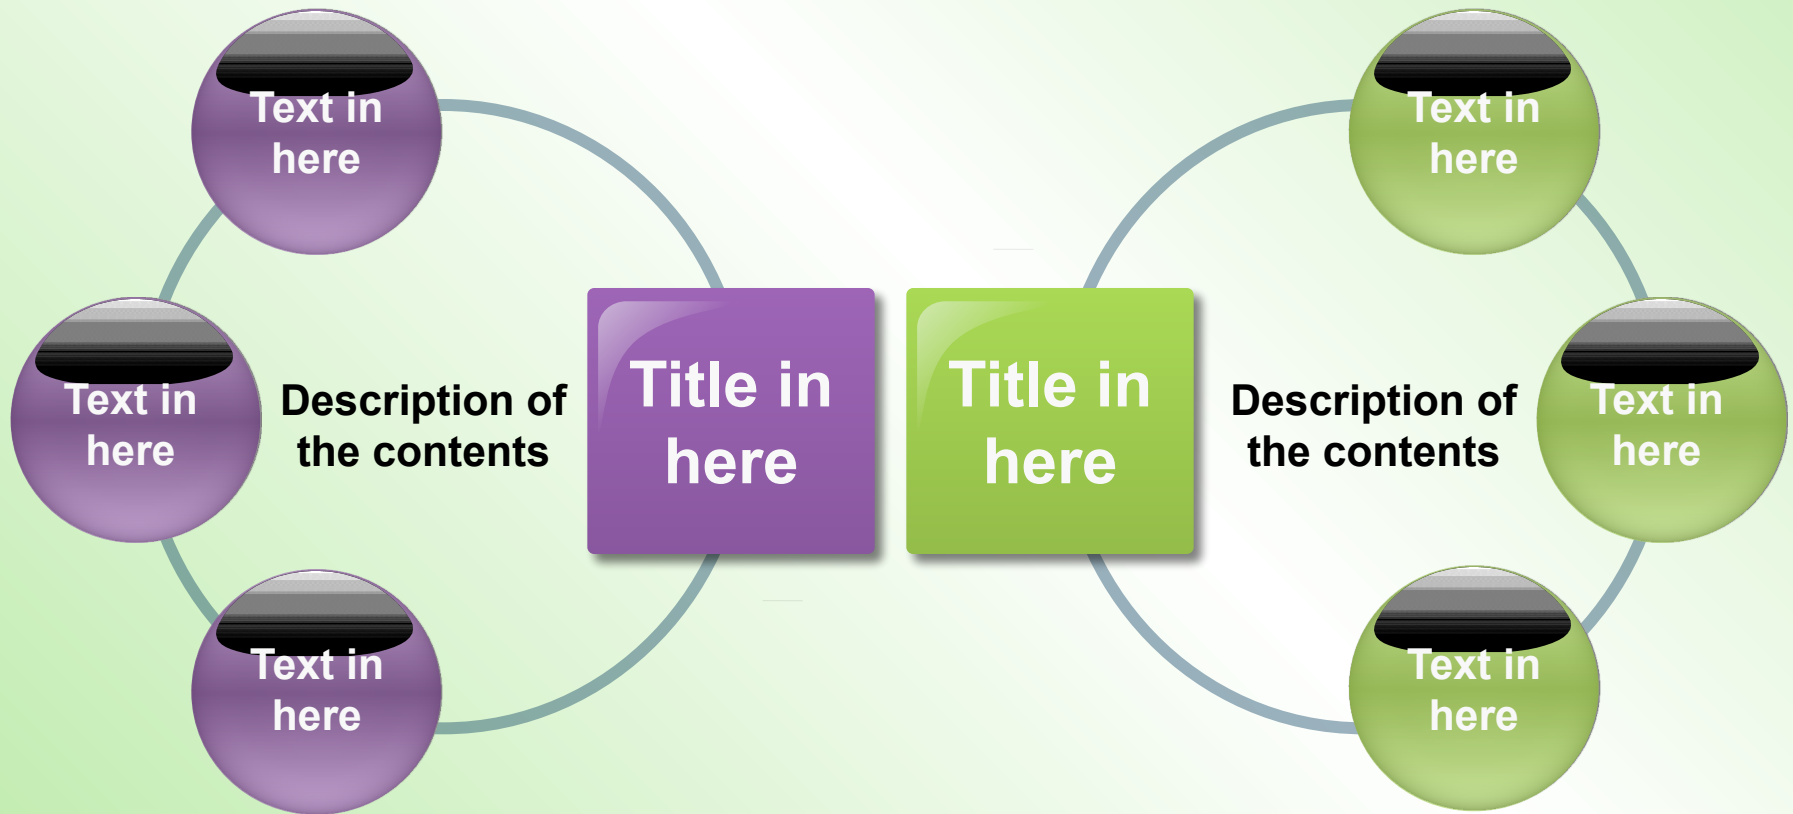 Text in
here
Text in
here
Text in
here
Description of
the contents
Title in
here
Title in
here
Description of
the contents
Text in
here
Text in
here
Text in
here